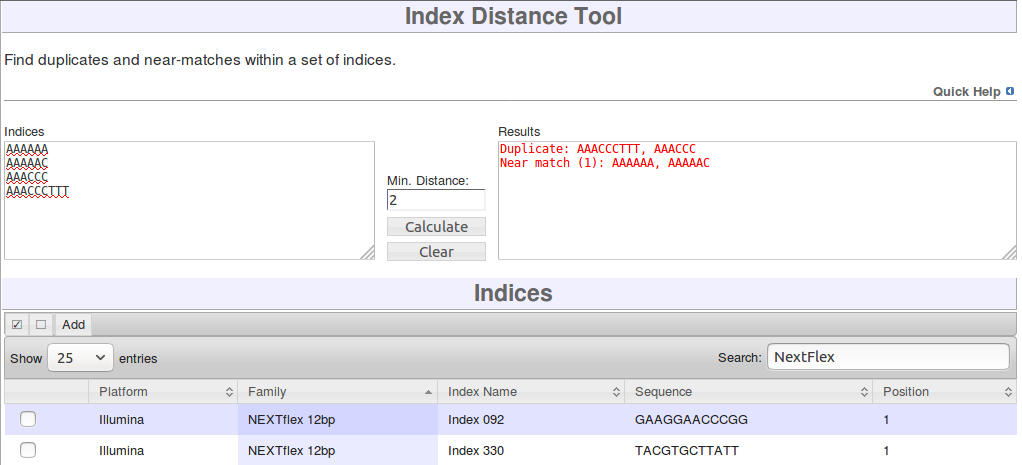 Index Distance Tool
Find duplicates and near-matches within a set of indices.
Quick Help
Indices
AAAAAA
AAAAAC
AAACCC
AAACCCTTT
Min. Distance:
2
Calculate
Clear
Results
Duplicate: AAACCCTTT, AAACCC
Near match (1): AAAAAA, AAAAAC
Indices
Add
Show 25 entries Search: NextFlex
Platform Family Index Name Sequence Position
Illumina NEXTflex 12bp Index 092 GAAGGAACCCGG 1
Illumina NEXTflex 12bp Index 330 TACGTGCTTATT 1